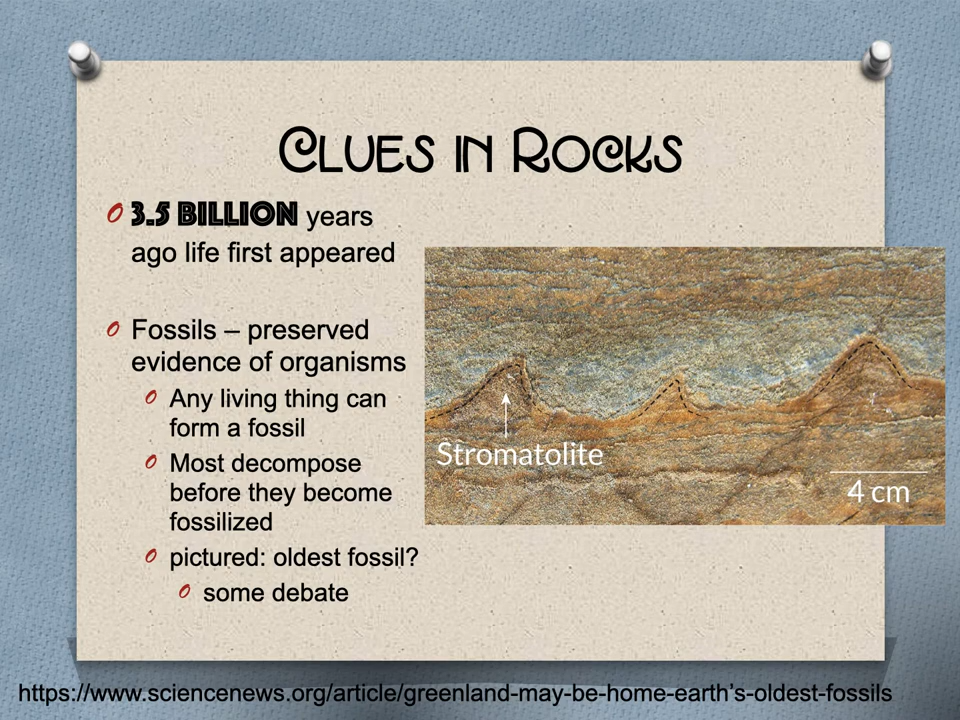 Clues in Rocks
3.5 BILLION years
ago life first appeared
Fossils – preserved
evidence of organisms
Any living thing can
form a fossil
Most decompose
before they become
fossilized
pictured: oldest fossil?
some debate
Stromatolite
4 cm
https://www.sciencenews.org/article/greenland-may-be-home-earth’s-oldest-fossils